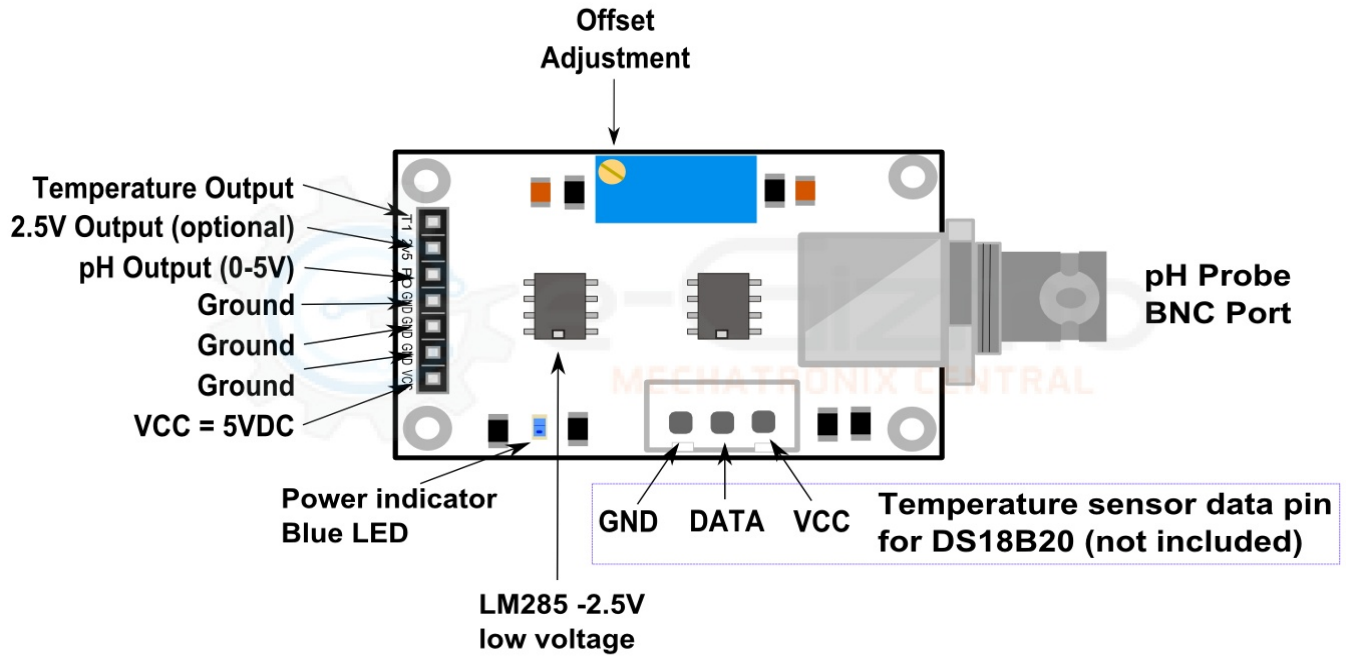 Offset
Adjustment
Temperature Output
2.5V Output (optional)
pH Output (0-5V)
Ground
Ground
Ground
VCC = 5VDC
T1
2V5
PO
GND
GND
GND
VCC
e-Gizmo
MECHATRONIX CENTRAL
pH Probe
BNC Port
Power indicator
Blue LED
GND DATA VCC
Temperature sensor data pin
for DS18B20 (not included)
LM285 -2.5V
low voltage